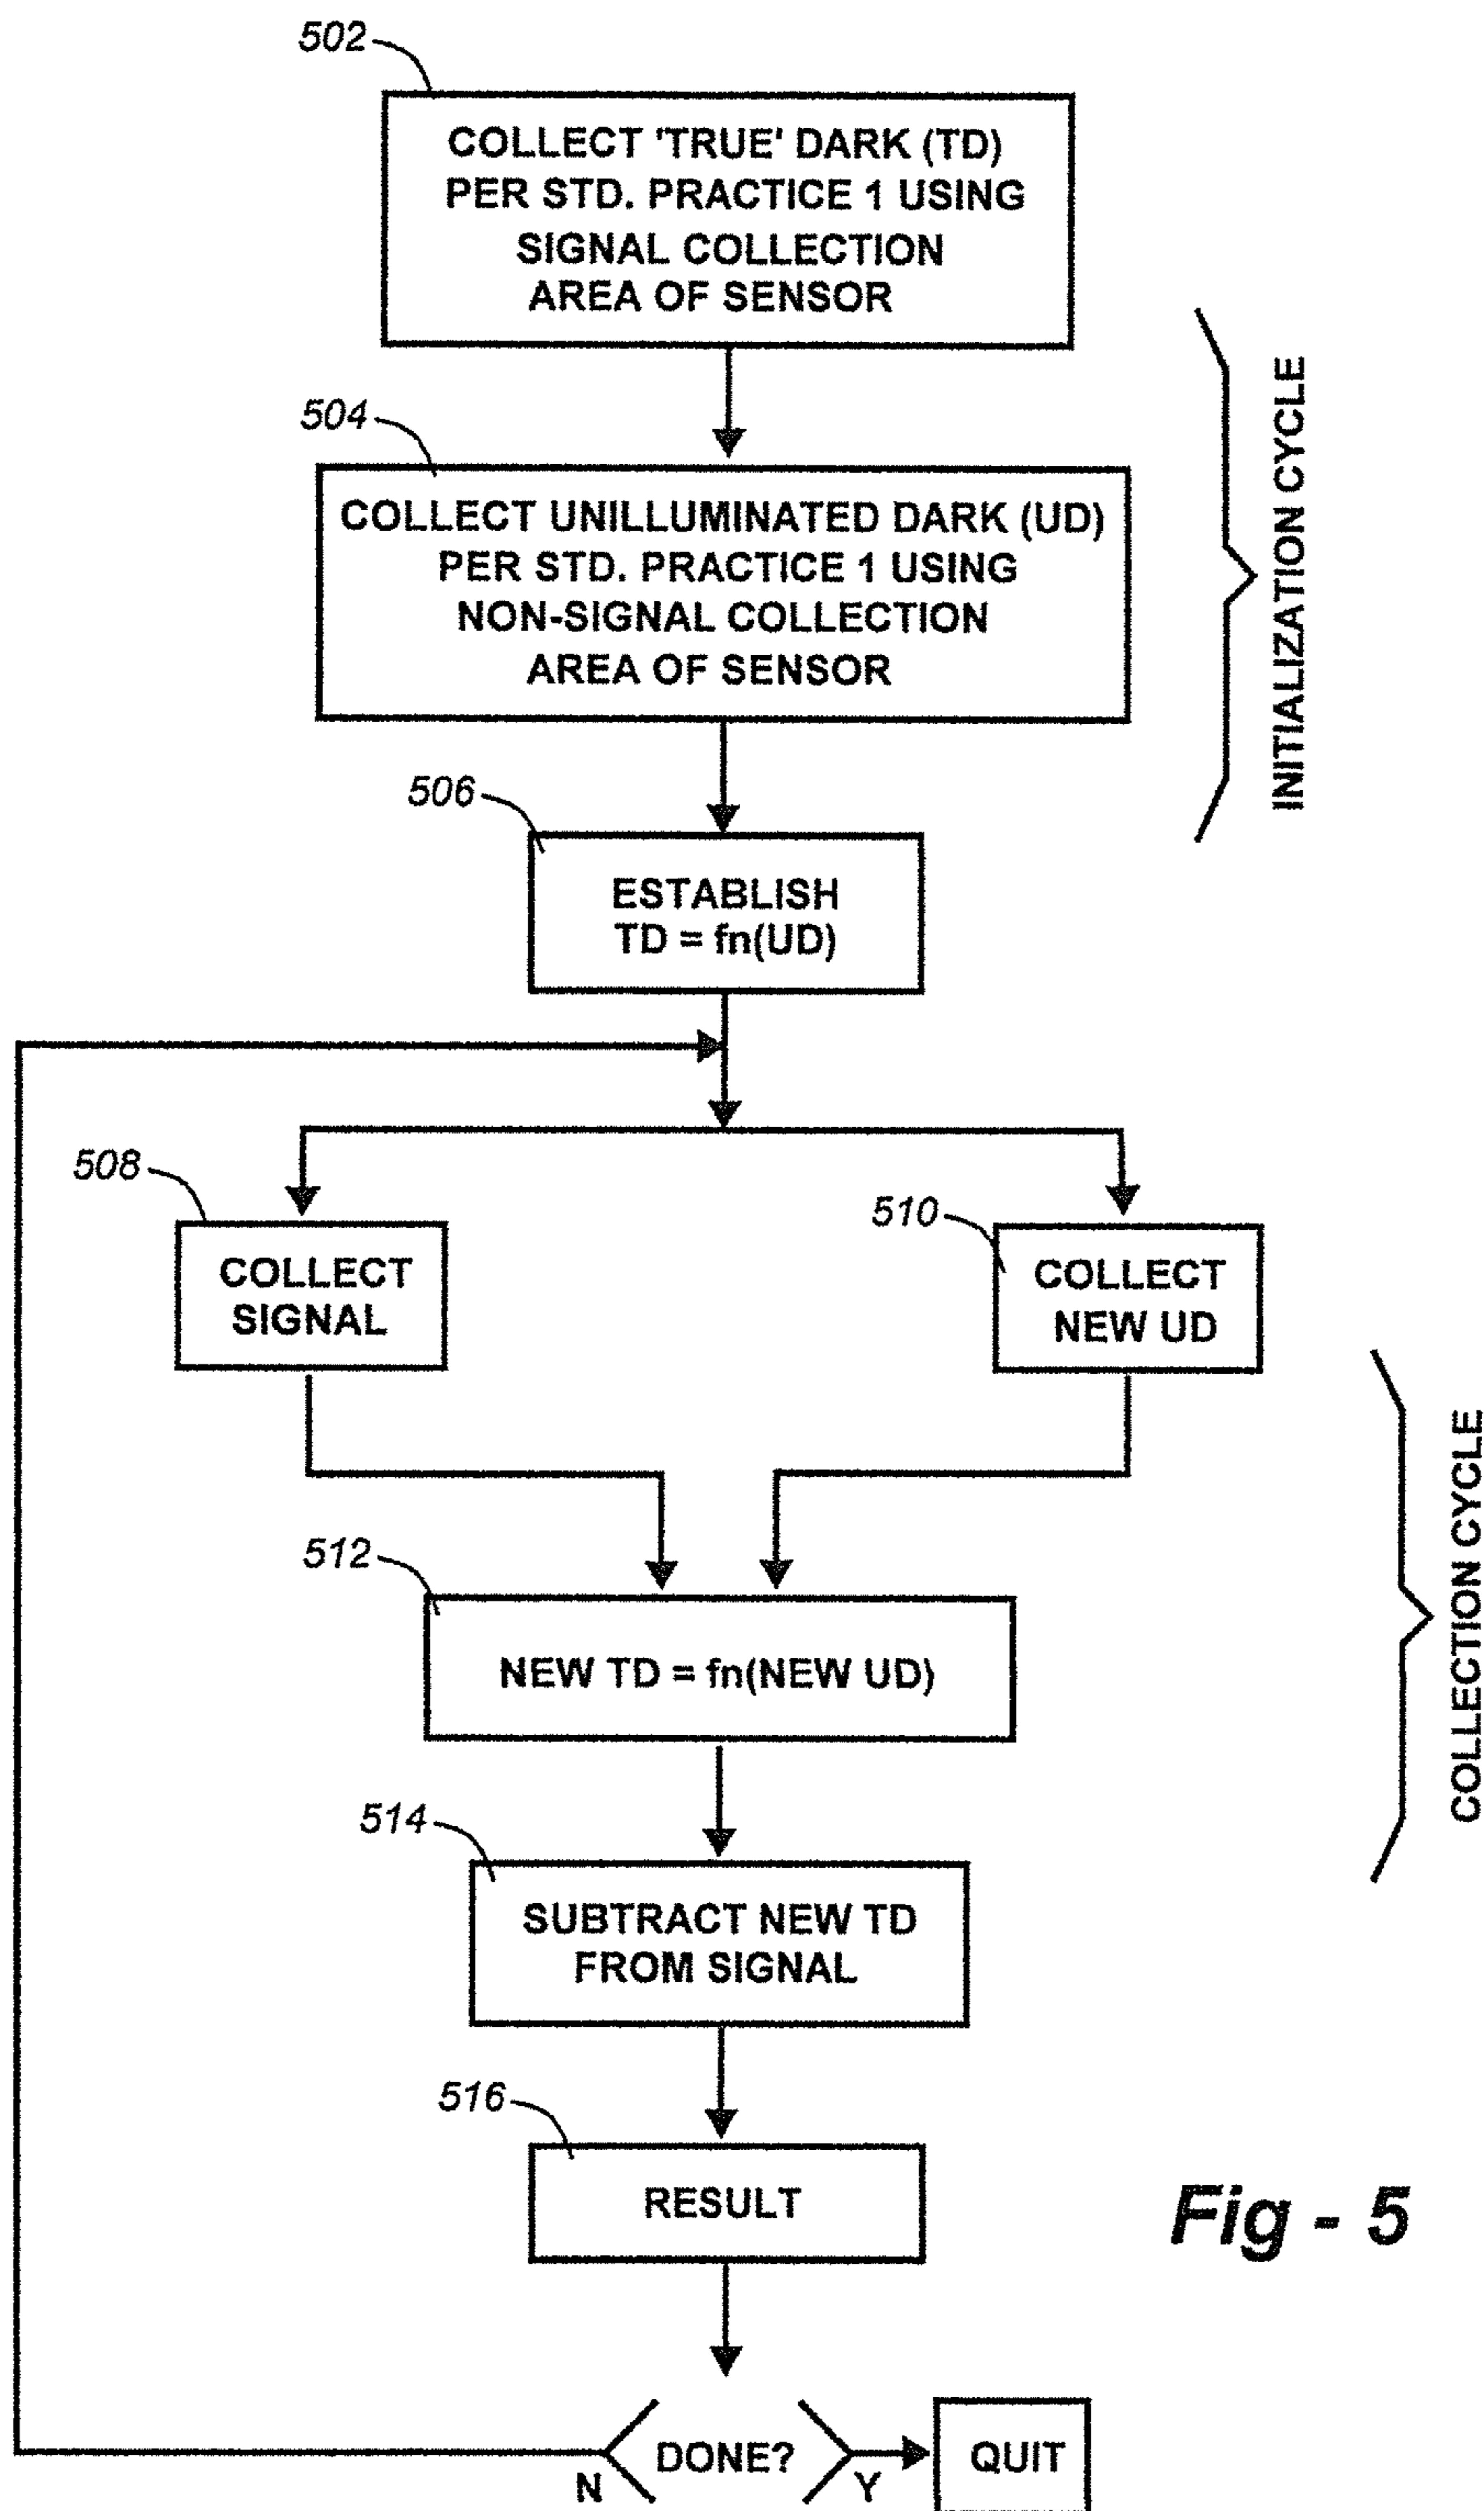 502
COLLECT 'TRUE' DARK (TD)
PER STD. PRACTICE 1 USING
SIGNAL COLLECTION
AREA OF SENSOR
504
COLLECT UNILLUMINATED DARK (UD)
PER STD. PRACTICE 1 USING
NON-SIGNAL COLLECTION
AREA OF SENSOR
INITIALIZATION CYCLE
506
ESTABLISH
TD = fn(UD)
508
COLLECT
SIGNAL
510
COLLECT
NEW UD
512
NEW TD = fn(NEW UD)
COLLECTION CYCLE
514
SUBTRACT NEW TD
FROM SIGNAL
516
RESULT
Fig - 5
DONE?
N
Y
QUIT